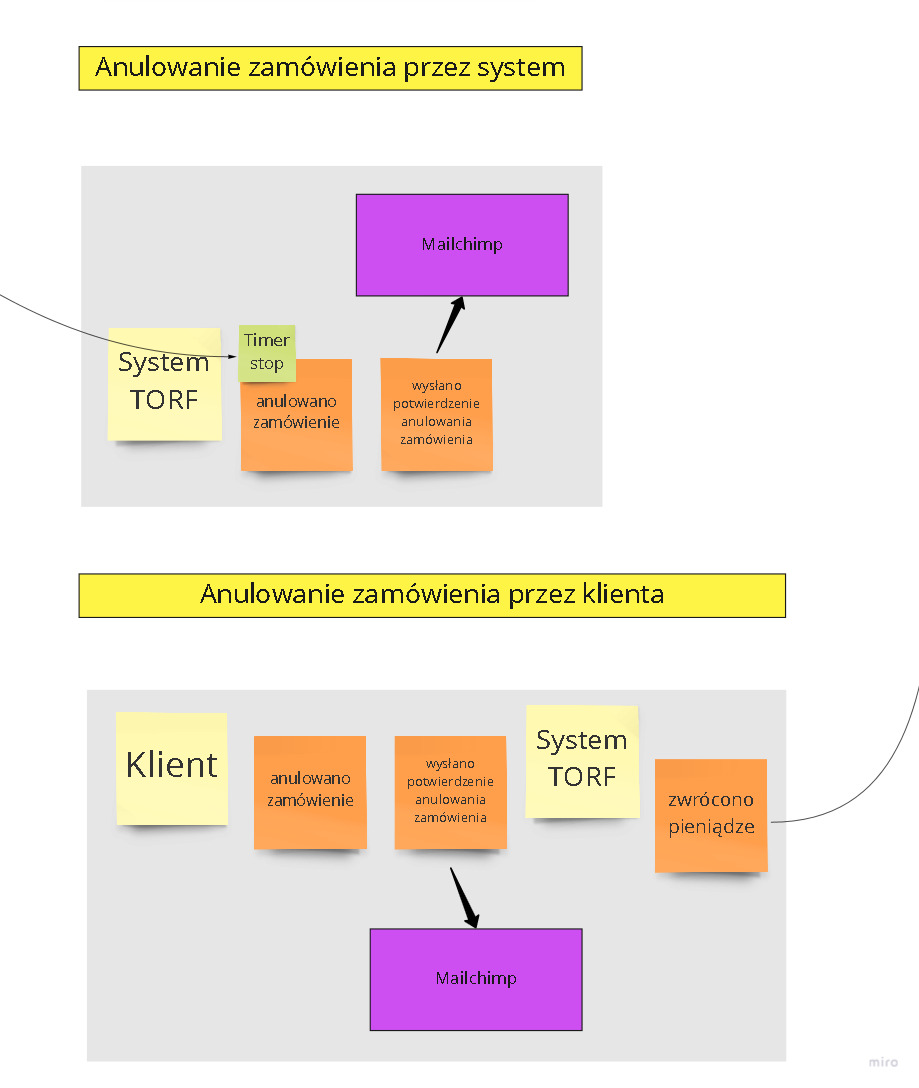 Anulowanie zamówienia przez system
Mailchimp
System
TORF
Timer
stop
anulowano
zamówienie
wysłano
potwierdzenie
anulowania
zamówienia
Anulowanie zamówienia przez klienta
Klient
anulowano
zamówienie
wysłano
potwierdzenie
anulowania
zamówienia
System
TORF
zwrócono
pieniądze
Mailchimp
miro